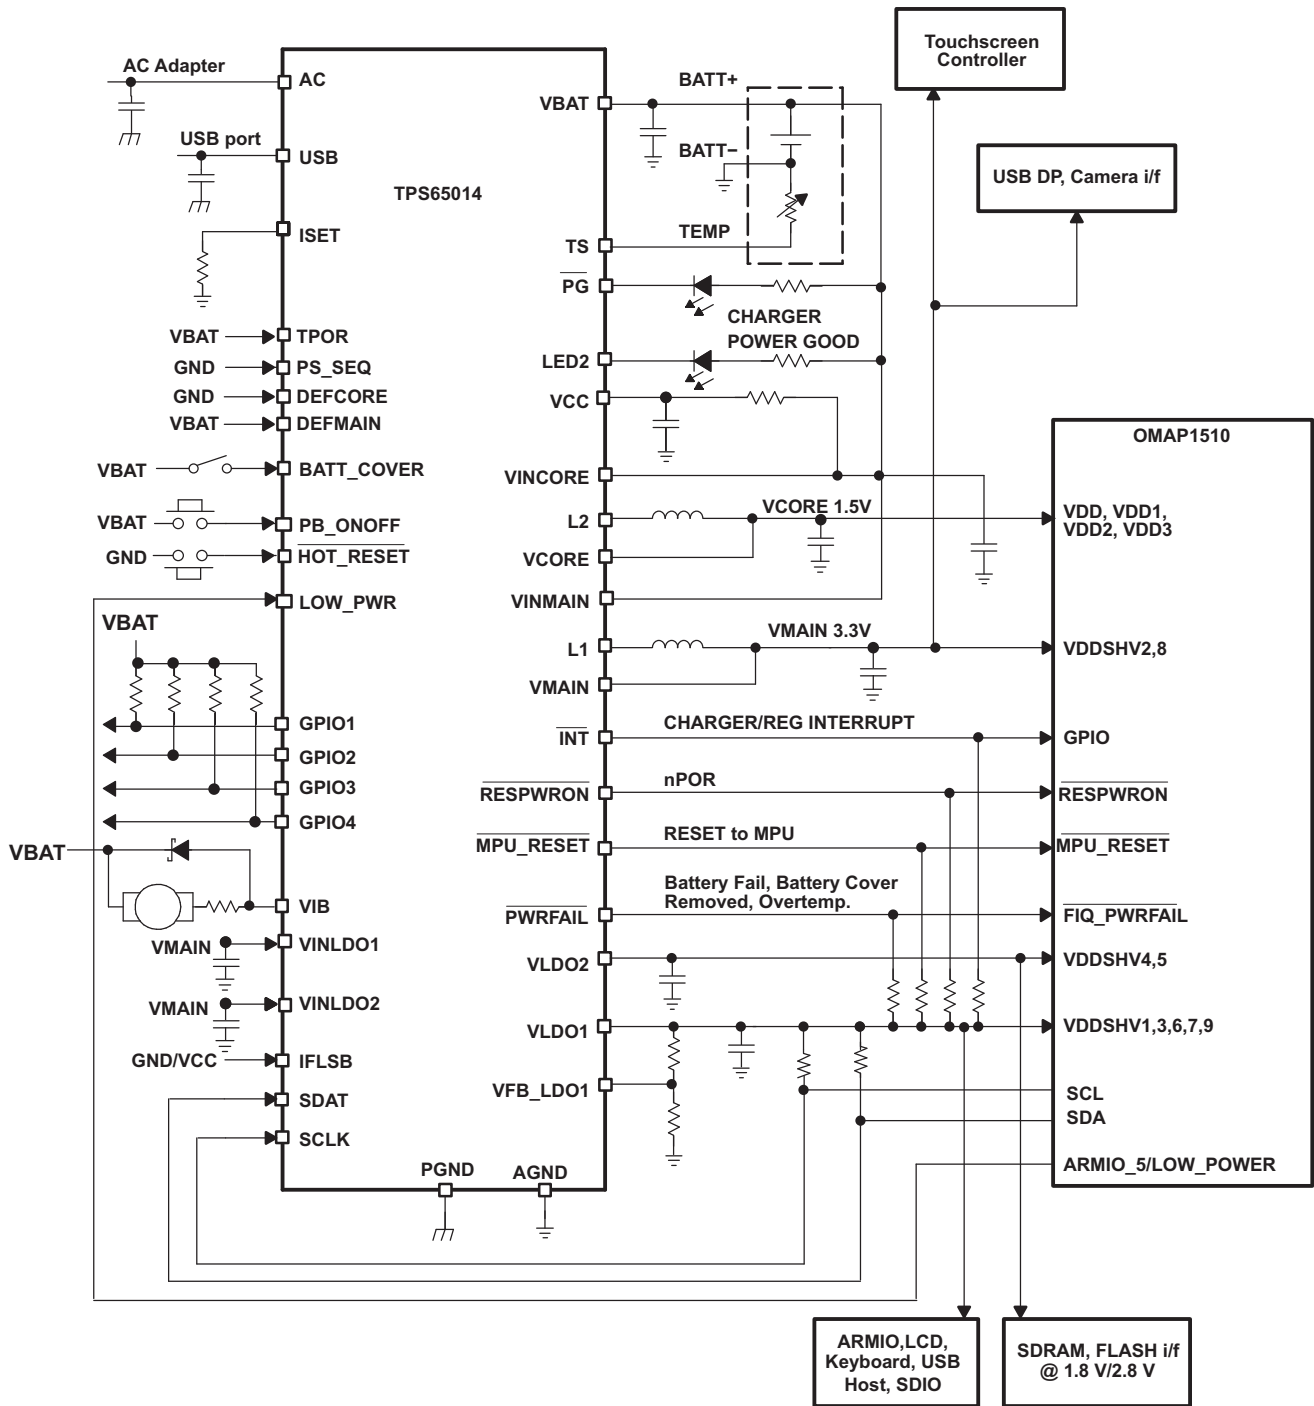 Touchscreen
Controller
USB DP, Camera i/f
AC Adapter
AC
USB port
USB
TPS65014
ISET
VBAT
TPOR
GND
PS_SEQ
GND
DEFCORE
VBAT
DEFMAIN
VBAT
BATT_COVER
VBAT
PB_ONOFF
GND
HOT_RESET
LOW_PWR
VBAT
GPIO1
GPIO2
GPIO3
GPIO4
VBAT
VIB
VMAIN
VINLDO1
VMAIN
VINLDO2
GND/VCC
IFLSB
SDAT
SCLK
PGND
AGND
VBAT
BATT+
BATT−
TEMP
TS
PG
CHARGER
POWER GOOD
LED2
VCC
VINCORE
L2
VCORE 1.5V
VCORE
VINMAIN
L1
VMAIN 3.3V
VMAIN
INT
CHARGER/REG INTERRUPT
RESPWRON
nPOR
MPU_RESET
RESET to MPU
Battery Fail, Battery Cover
Removed, Overtemp.
PWRFAIL
VLDO2
VLDO1
VFB_LDO1
OMAP1510
VDD, VDD1,
VDD2, VDD3
VDDSHV2,8
GPIO
RESPWRON
MPU_RESET
FIQ_PWRFAIL
VDDSHV4,5
VDDSHV1,3,6,7,9
SCL
SDA
ARMIO_5/LOW_POWER
ARMIO,LCD,
Keyboard, USB
Host, SDIO
SDRAM, FLASH i/f
@ 1.8 V/2.8 V